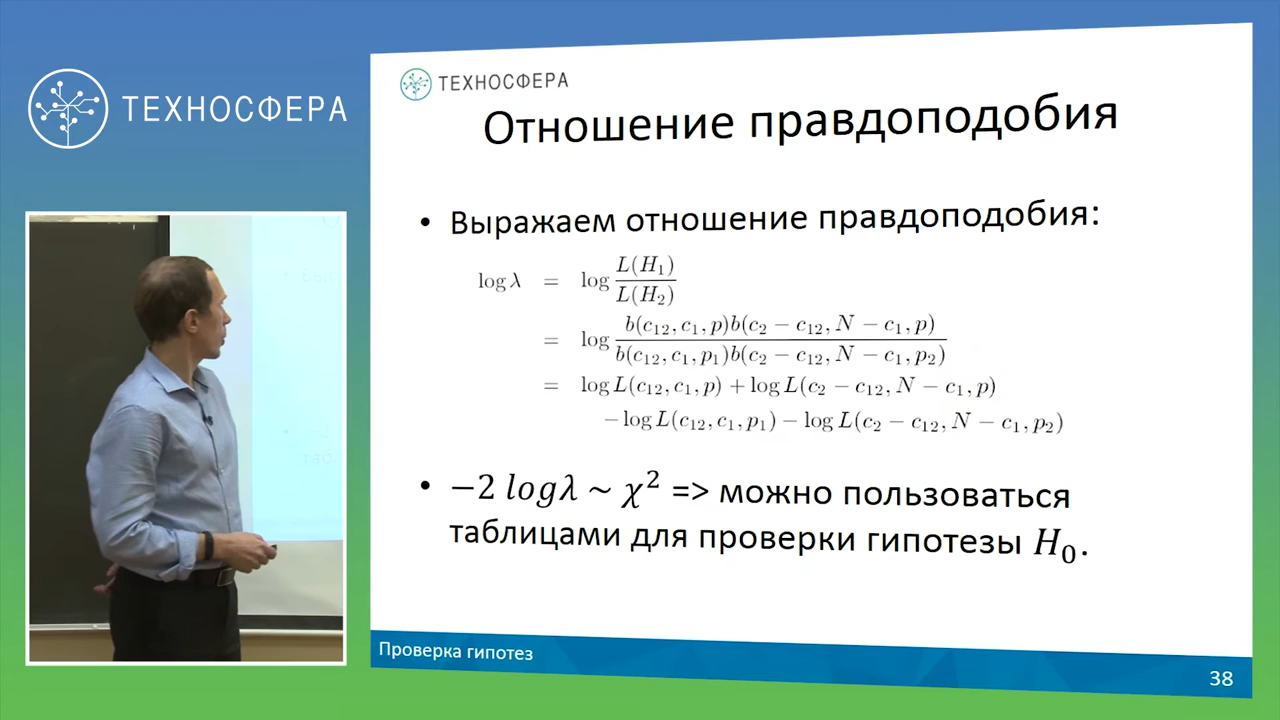 ТЕХНОСФЕРА
ТЕХНОСФЕРА
Отношение правдоподобия
• Выражаем отношение правдоподобия:
log λ = log L(H₁) / L(H₂)
= log b(c₁₂, c₁, p)b(c₂ − c₁₂, N − c₁, p) / b(c₁₂, c₁, p₁)b(c₂ − c₁₂, N − c₁, p₂)
= log L(c₁₂, c₁, p) + log L(c₂ − c₁₂, N − c₁, p)
− log L(c₁₂, c₁, p₁) − log L(c₂ − c₁₂, N − c₁, p₂)
• −2 logλ ~ χ² => можно пользоваться
таблицами для проверки гипотезы H₀.
Проверка гипотез
38